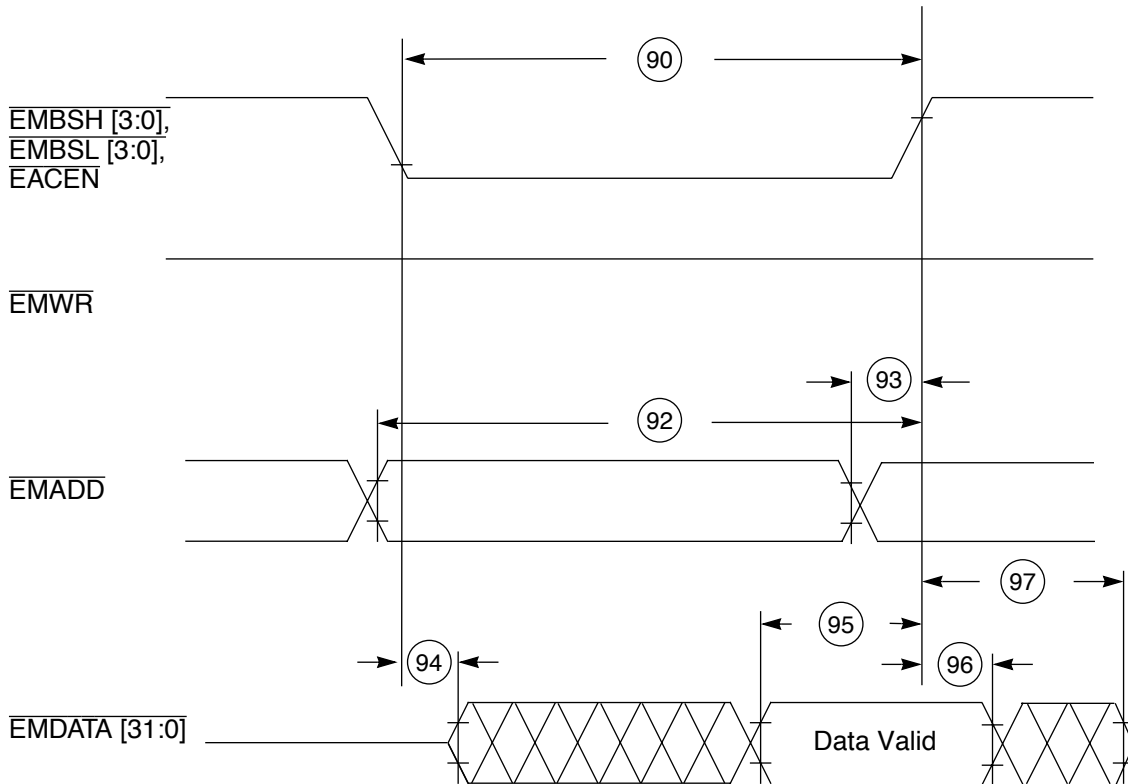 90
EMBSH [3:0],
EMBSL [3:0],
EACEN
EMWR
93
92
EMADD
97
95
94
96
EMDATA [31:0]
Data Valid